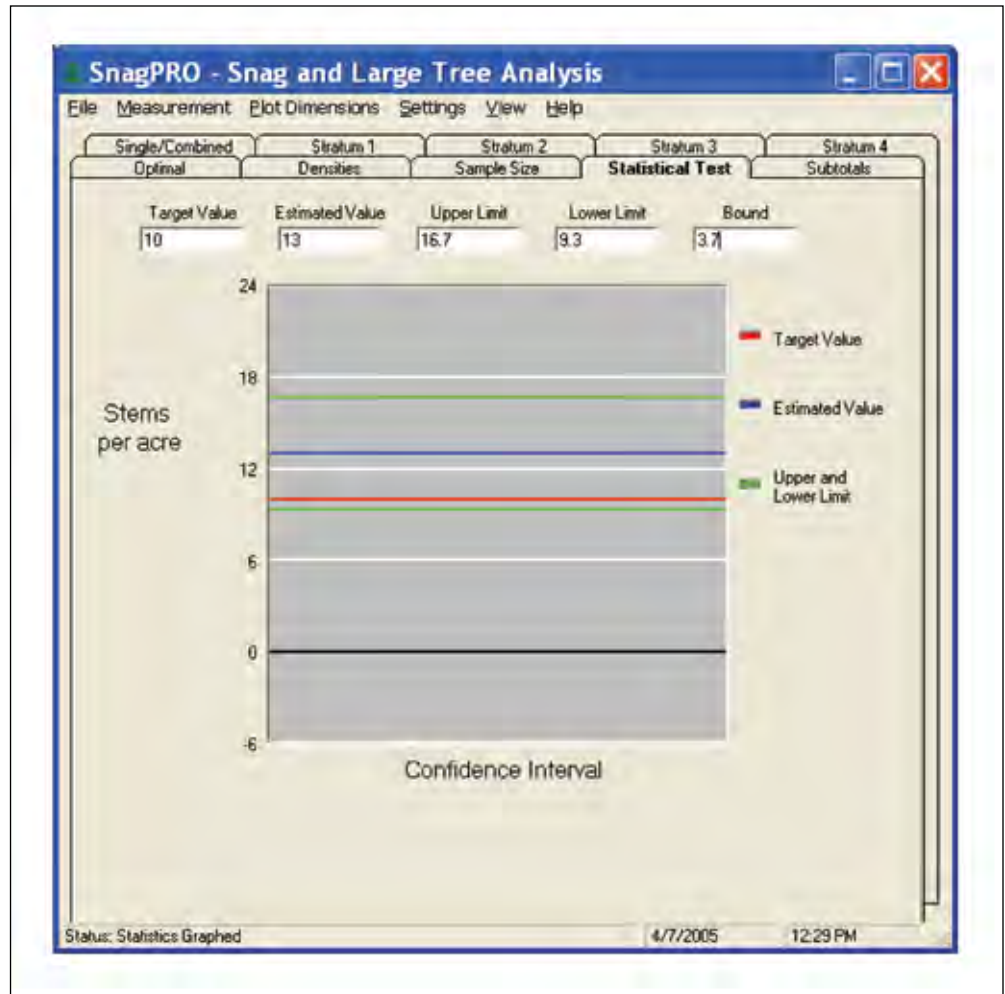 SnagPRO - Snag and Large Tree Analysis
File Measurement Plot Dimensions Settings View Help
Single/Combined Stratum 1 Stratum 2 Stratum 3 Stratum 4
Optimal Densities Sample Size Statistical Test Subtotals
Target Value Estimated Value Upper Limit Lower Limit Bound
10 13 16.7 9.3 3.7
24
18
12
6
0
-6
Stems
per acre
Target Value
Estimated Value
Upper and
Lower Limit
Confidence Interval
Status: Statistics Graphed 4/7/2005 12:29 PM